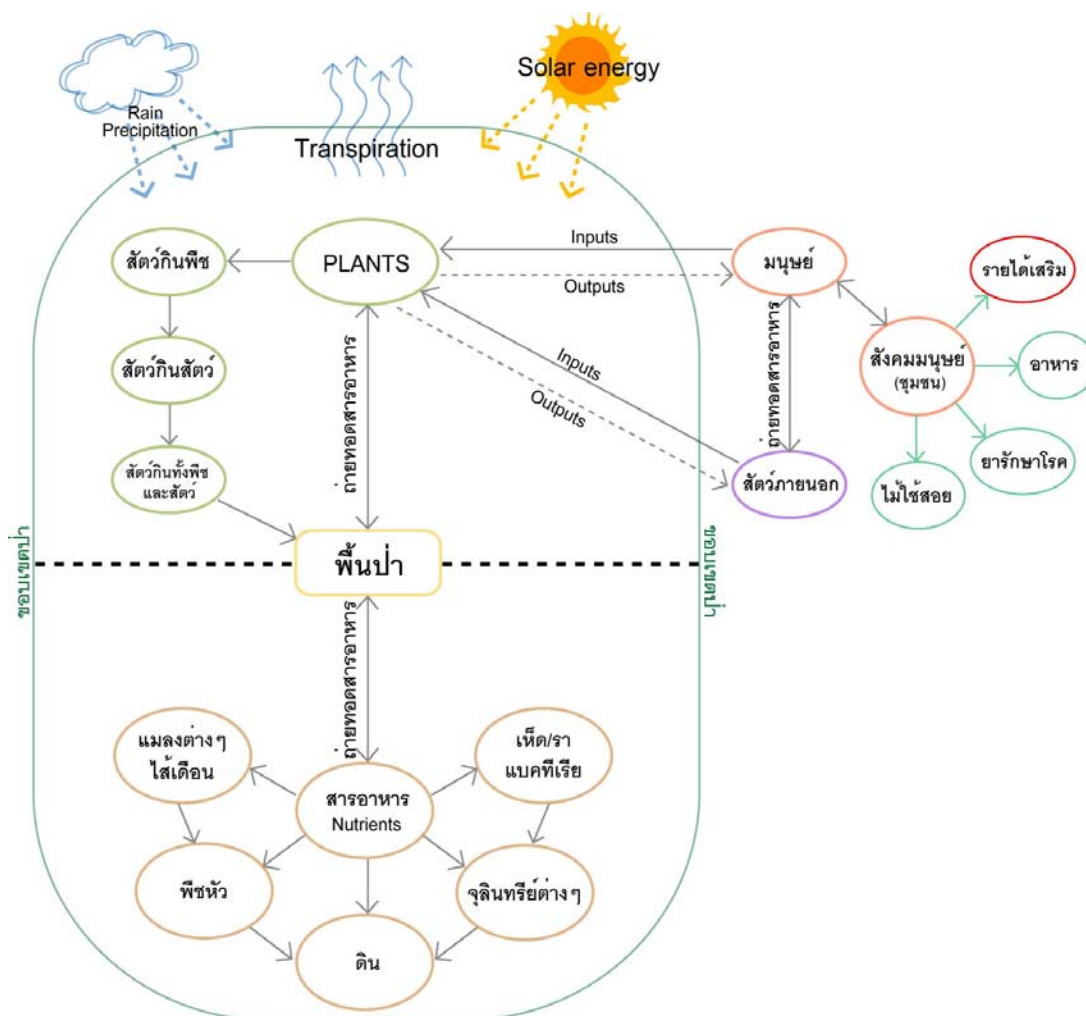 Solar energy
Rain
Precipitation
Transpiration
สัตว์กินพืช
PLANTS
Inputs
Outputs
มนุษย์
รายได้เสริม
สังคมมนุษย์
(ชุมชน)
อาหาร
ยารักษาโรค
ไม้ใช้สอย
ถ่ายทอดสารอาหาร
สัตว์ภายนอก
Inputs
Outputs
สัตว์กินสัตว์
สัตว์กินทั้งพืช
และสัตว์
ถ่ายทอดสารอาหาร
พื้นป่า
ขอบเขตป่า
ขอบเขตป่า
ถ่ายทอดสารอาหาร
แมลงต่างๆ
ไส้เดือน
เห็ด/รา
แบคทีเรีย
สารอาหาร
Nutrients
พืชหัว
จุลินทรีย์ต่างๆ
ดิน